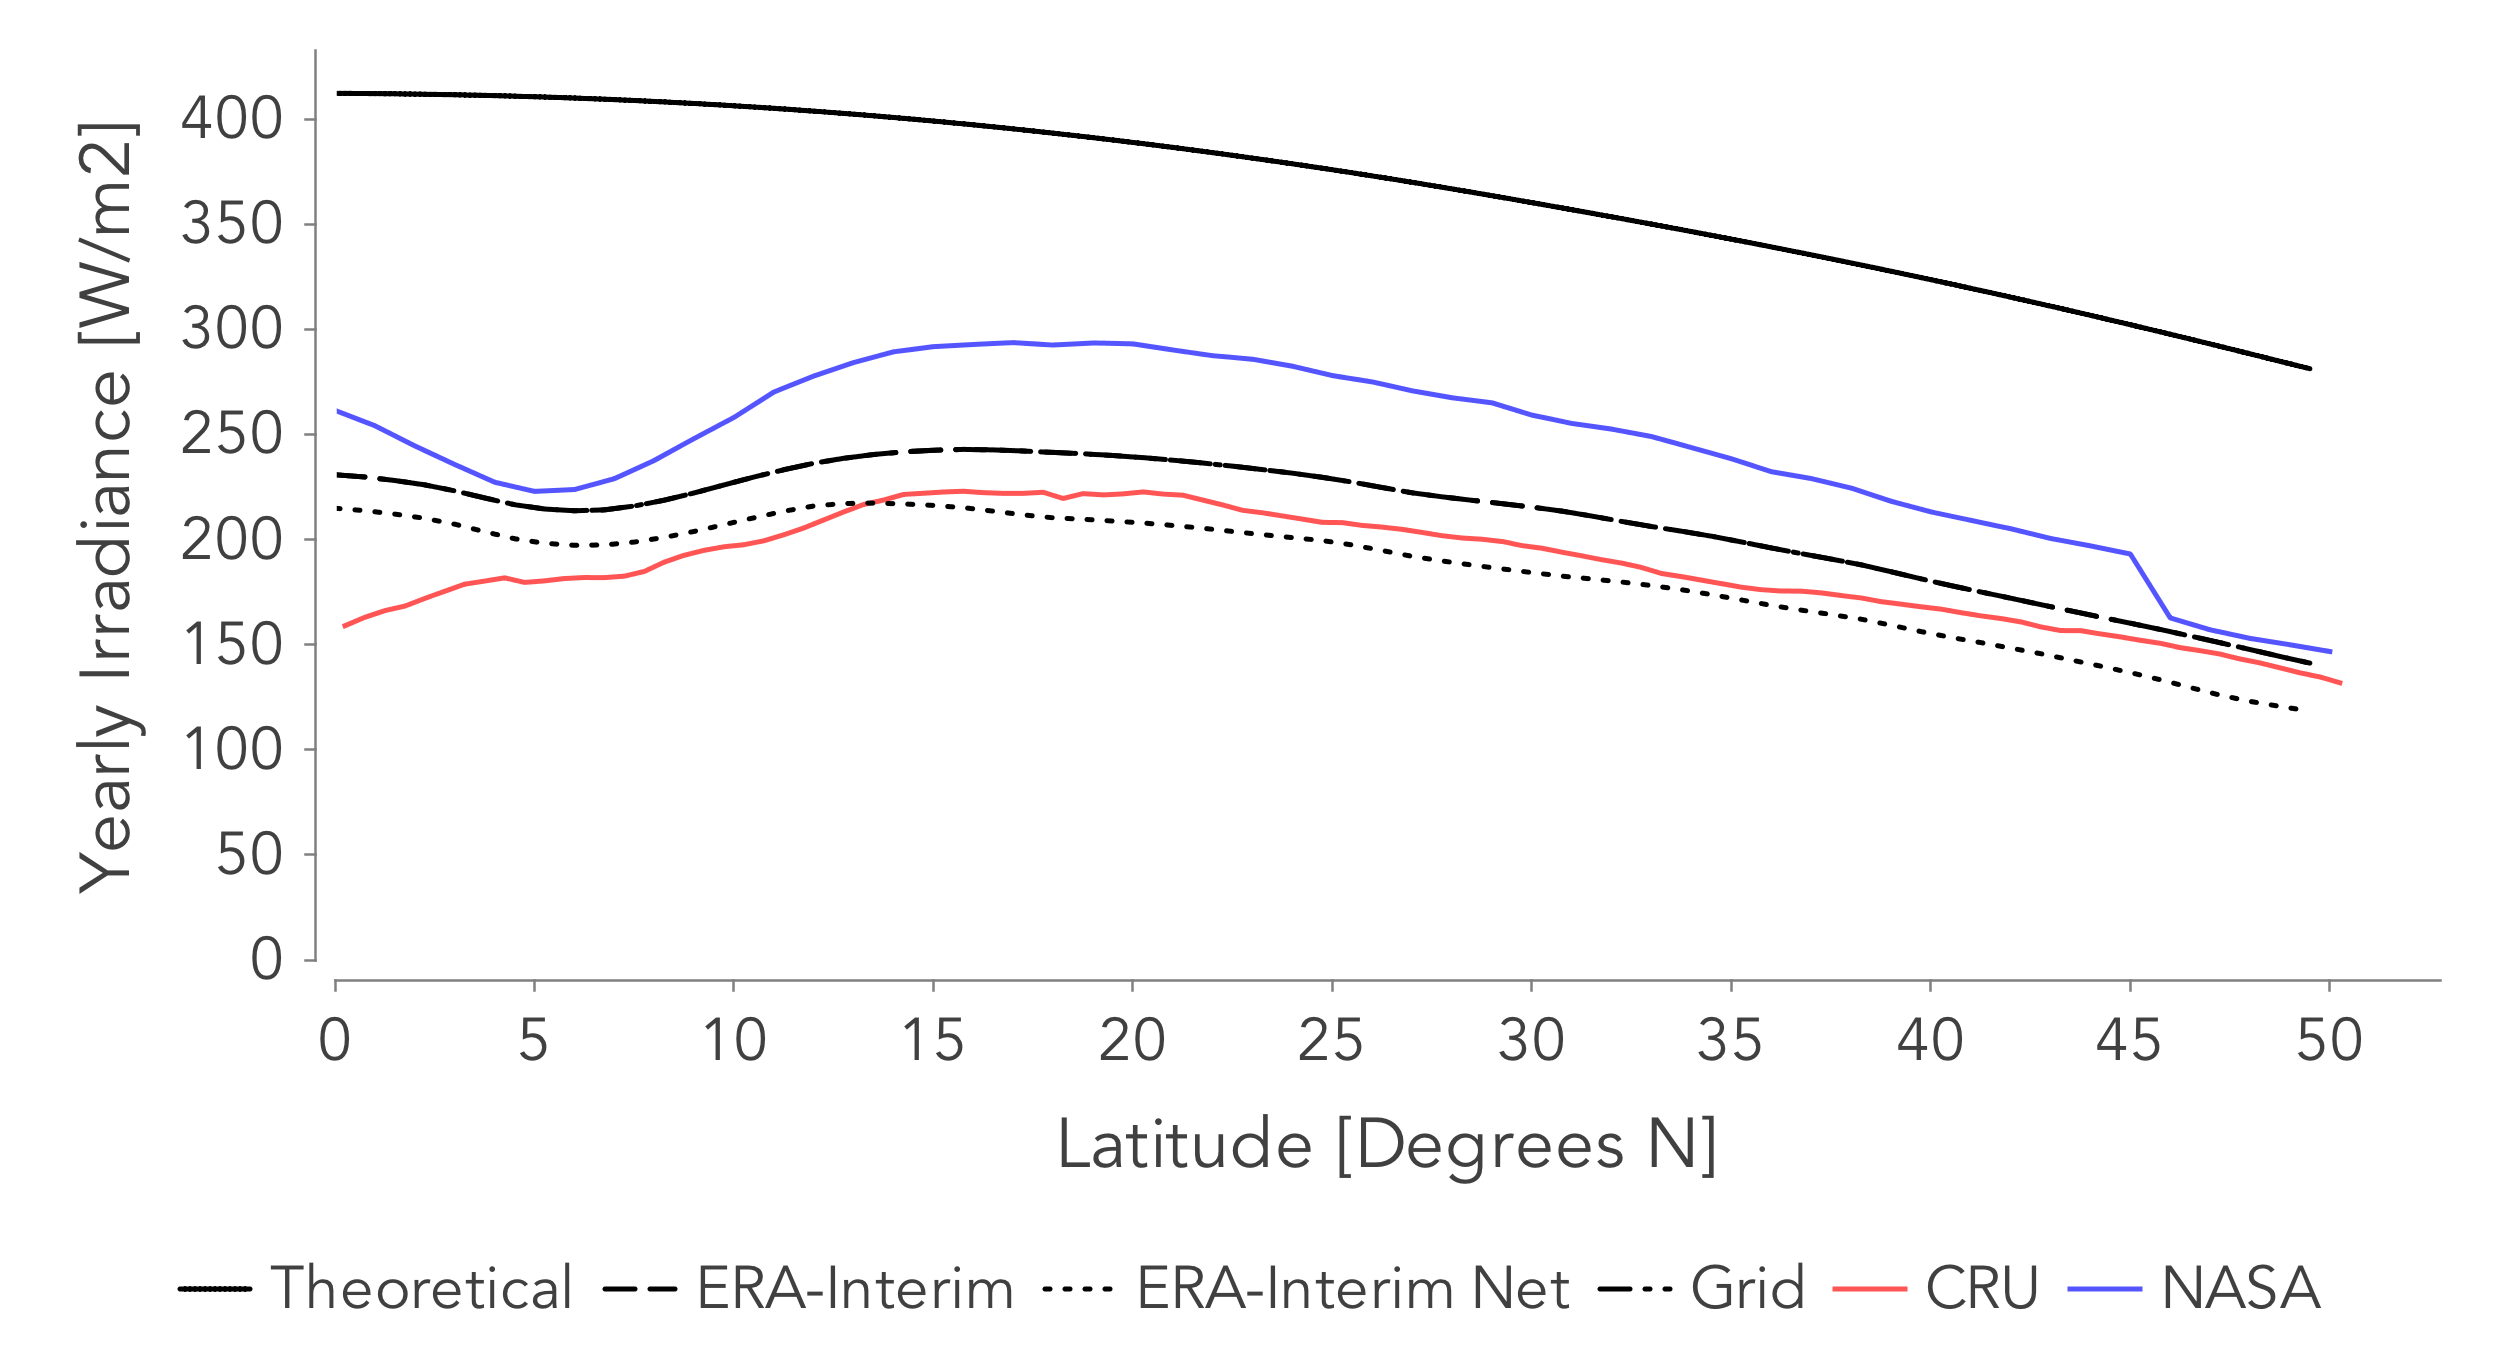 Yearly Irradiance [W/m2]
400
350
300
250
200
150
100
50
0
0 5 10 15 20 25 30 35 40 45 50
Latitude [Degrees N]
Theoretical ERA-Interim ERA-Interim Net Grid CRU NASA